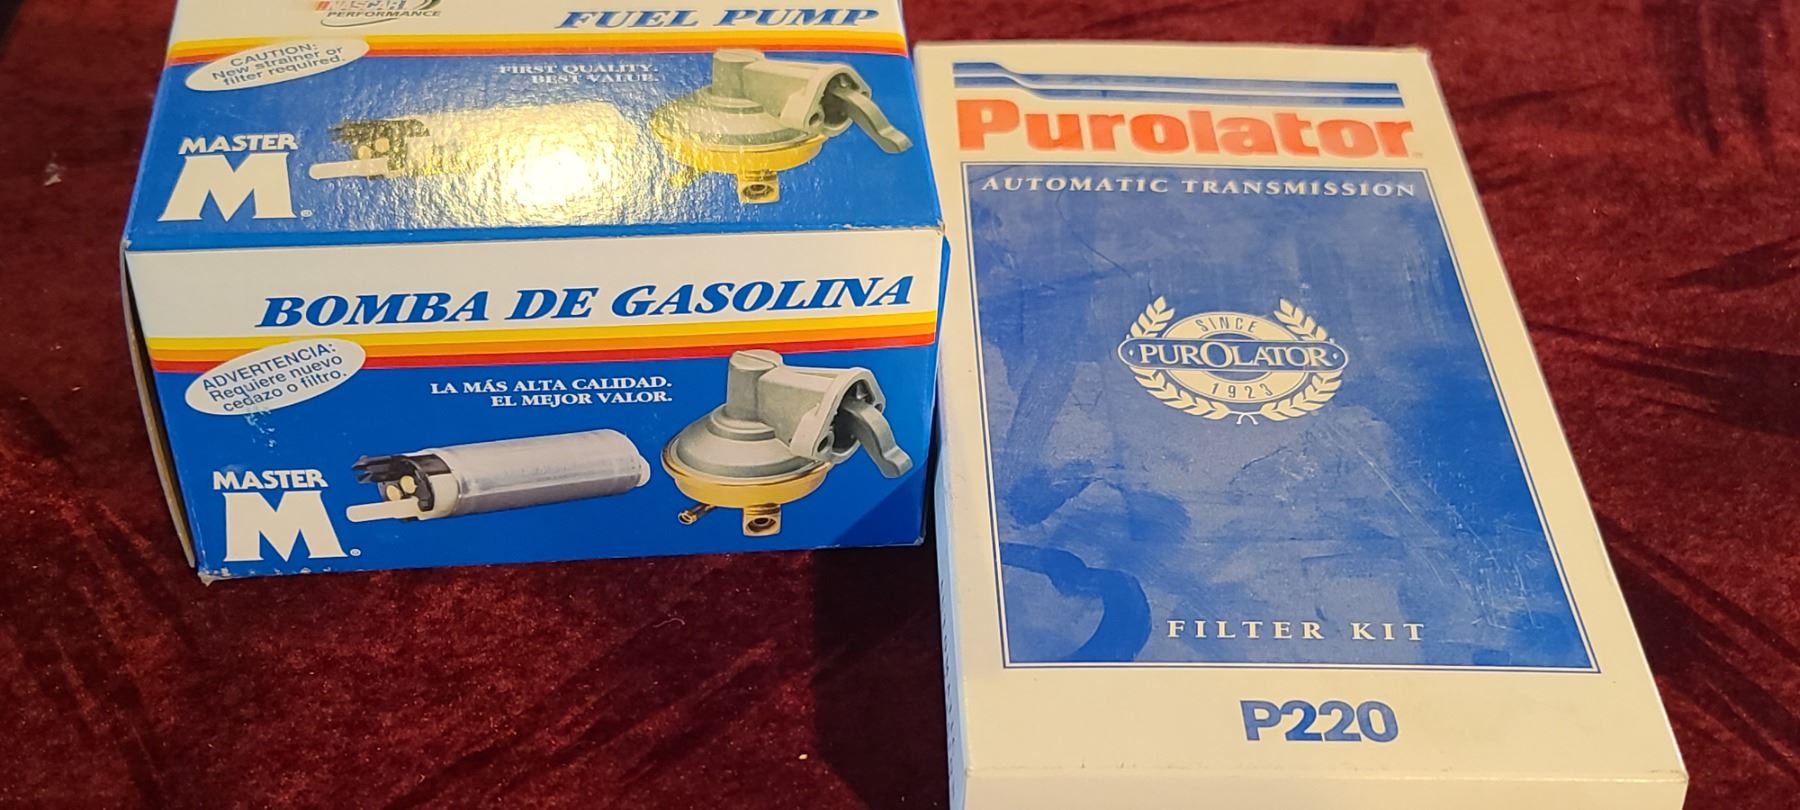 NASCAR
PERFORMANCE
FUEL PUMP
CAUTION:
New strainer or
filter required.
FIRST QUALITY.
BEST VALUE.
MASTER
M
BOMBA DE GASOLINA
ADVERTENCIA:
Requiere nuevo
cedazo o filtro.
LA MÁS ALTA CALIDAD.
EL MEJOR VALOR.
MASTER
M
Purolator
AUTOMATIC TRANSMISSION
SINCE
PUROLATOR
1923
FILTER KIT
P220